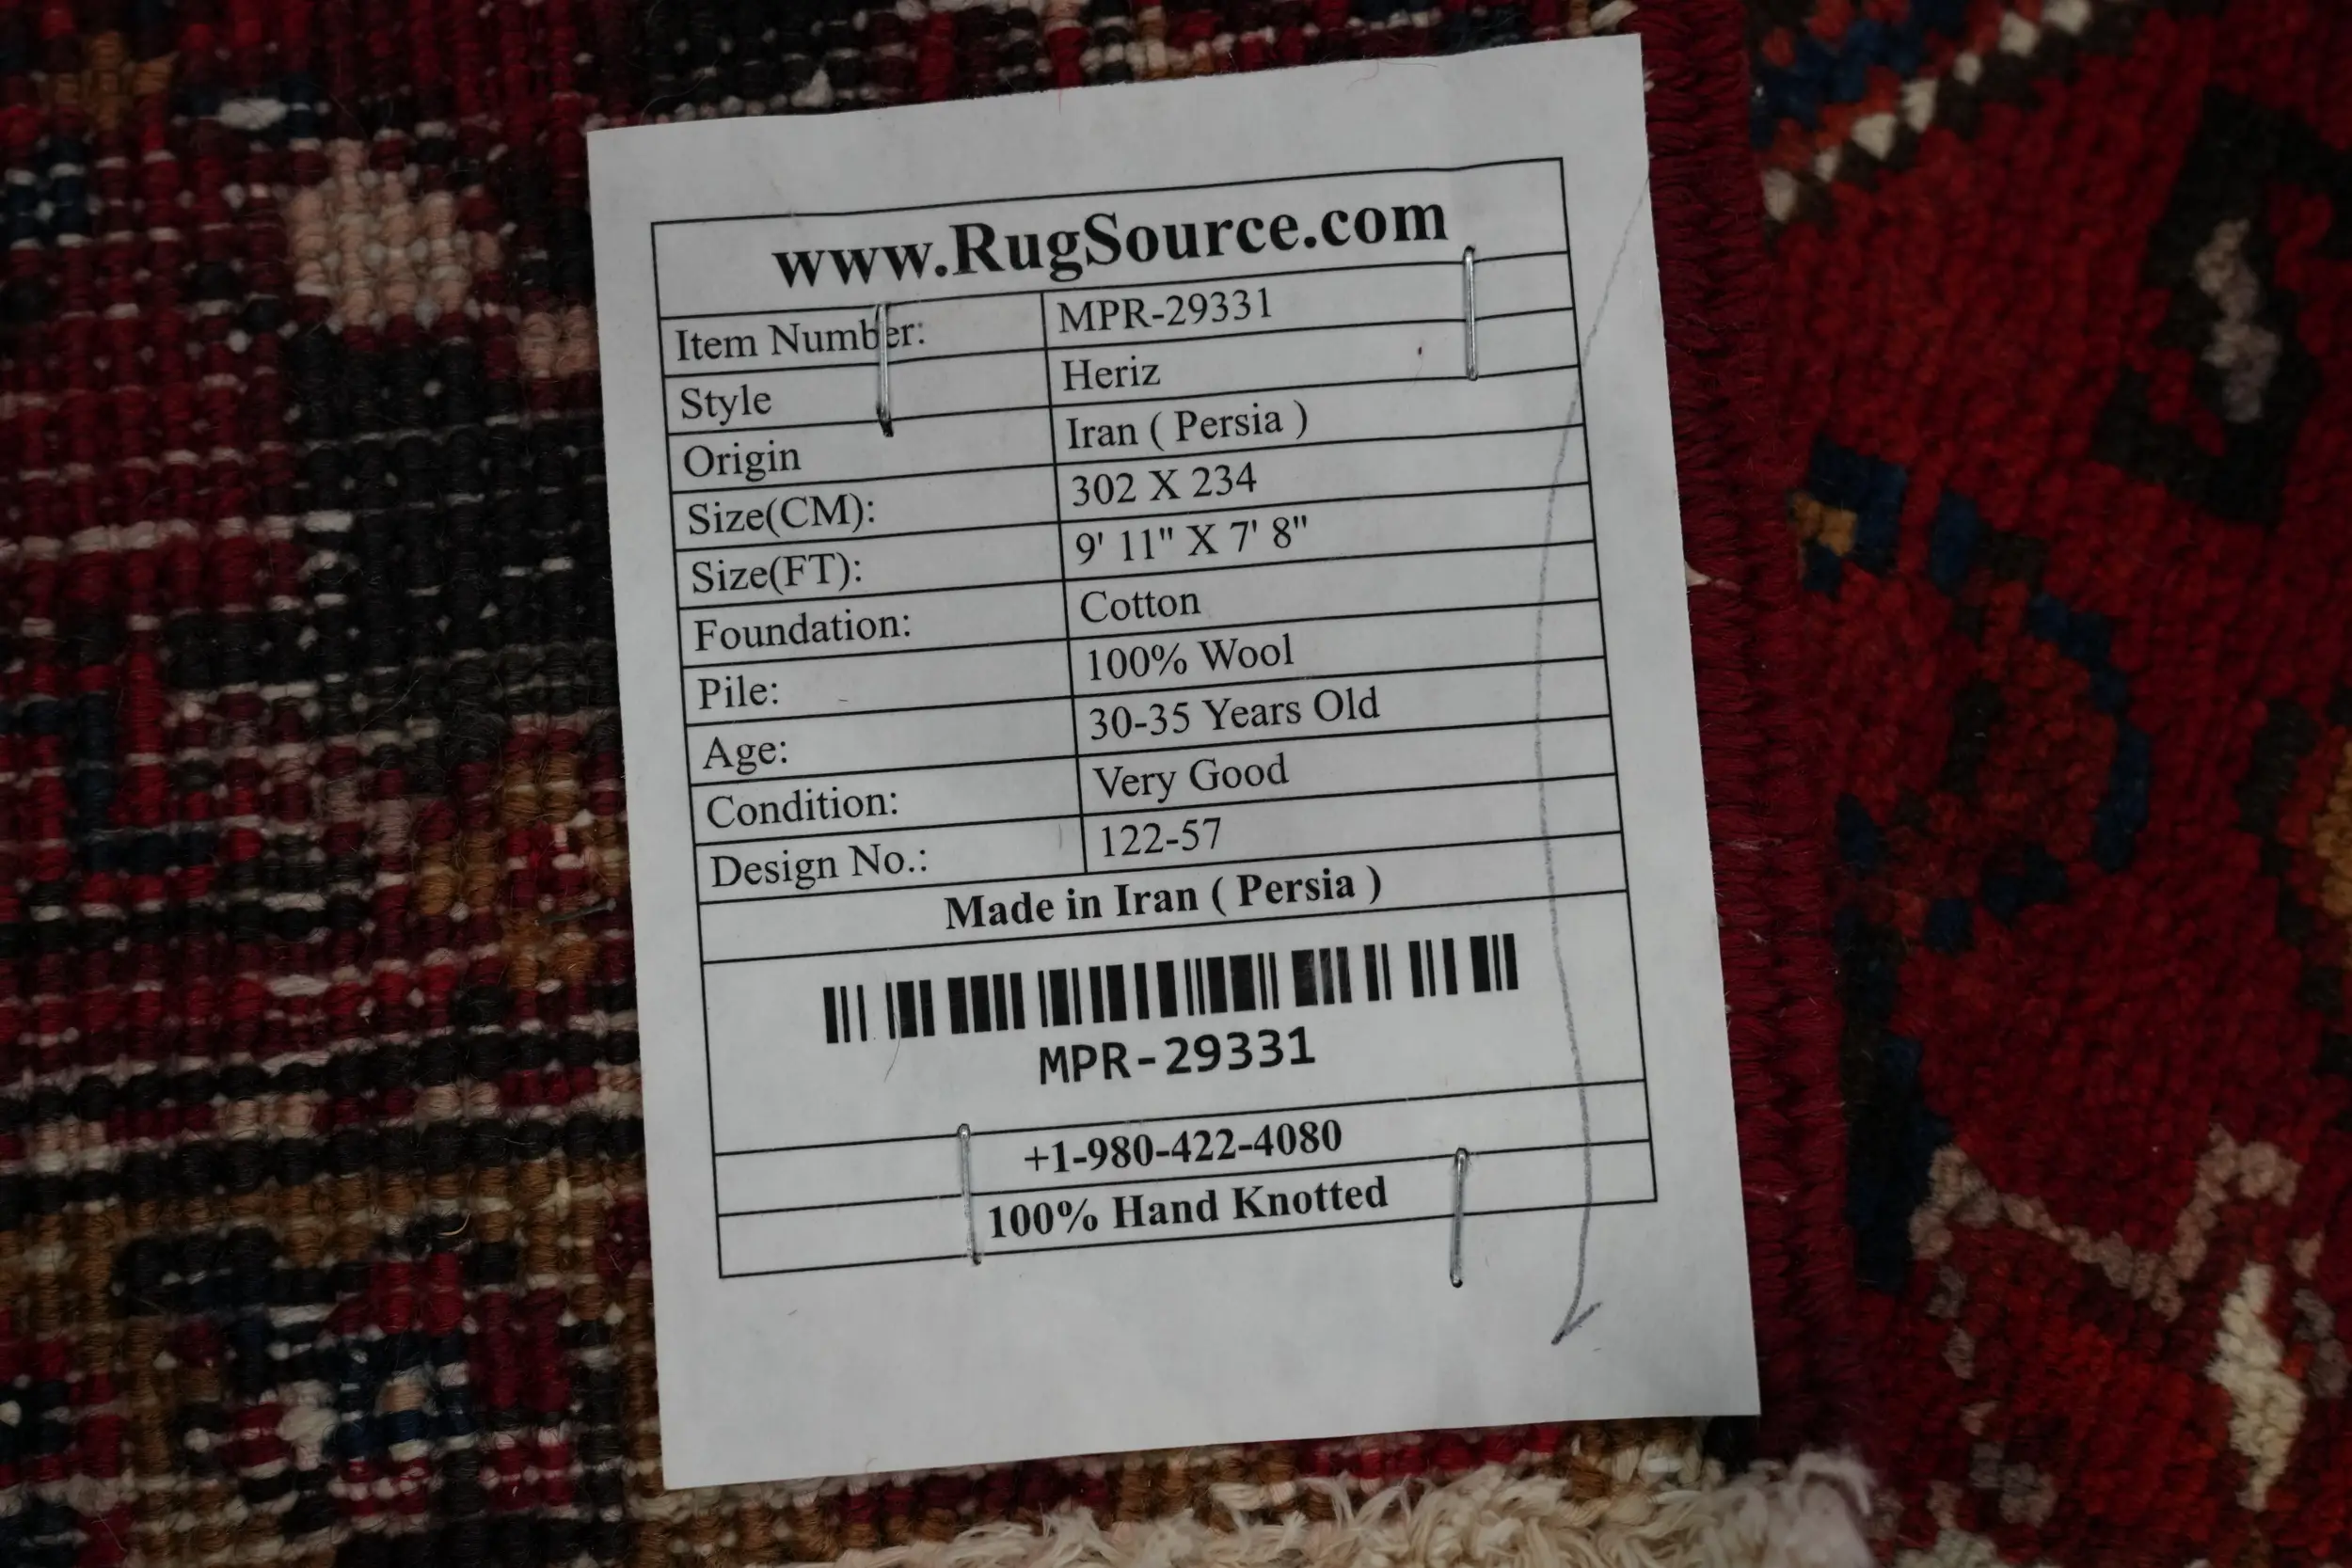 www.RugSource.com
Item Number: MPR-29331
Style Heriz
Origin Iran ( Persia )
Size(CM): 302 X 234
Size(FT): 9' 11" X 7' 8"
Foundation: Cotton
Pile: 100% Wool
Age: 30-35 Years Old
Condition: Very Good
Design No.: 122-57
Made in Iran ( Persia )
MPR-29331
+1-980-422-4080
100% Hand Knotted